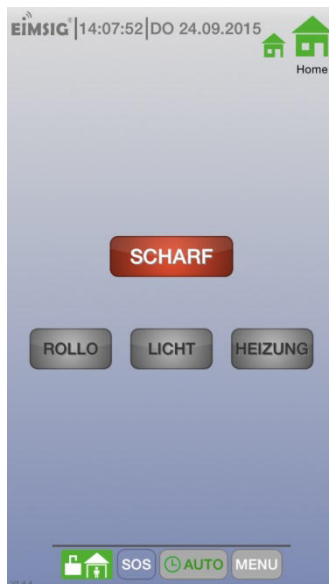 EiMSIG® |14:07:52|DO 24.09.2015
Home
SCHARF
ROLLO LICHT HEIZUNG
SOS AUTO MENU